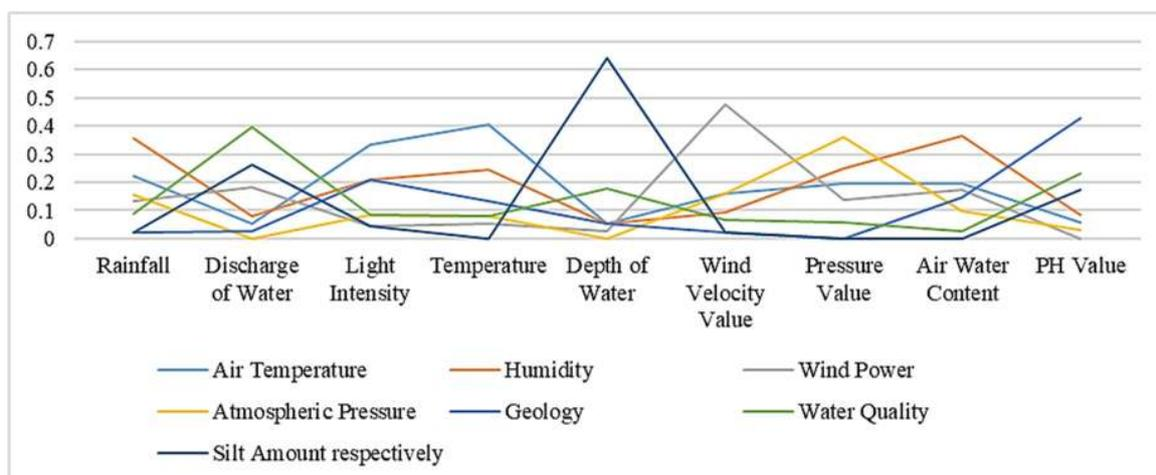 0.7
0.6
0.5
0.4
0.3
0.2
0.1
0
Rainfall Discharge of Water Light Intensity Temperature Depth of Water Wind Velocity Value Pressure Value Air Water Content PH Value
Air Temperature Humidity Wind Power
Atmospheric Pressure Geology Water Quality
Silt Amount respectively